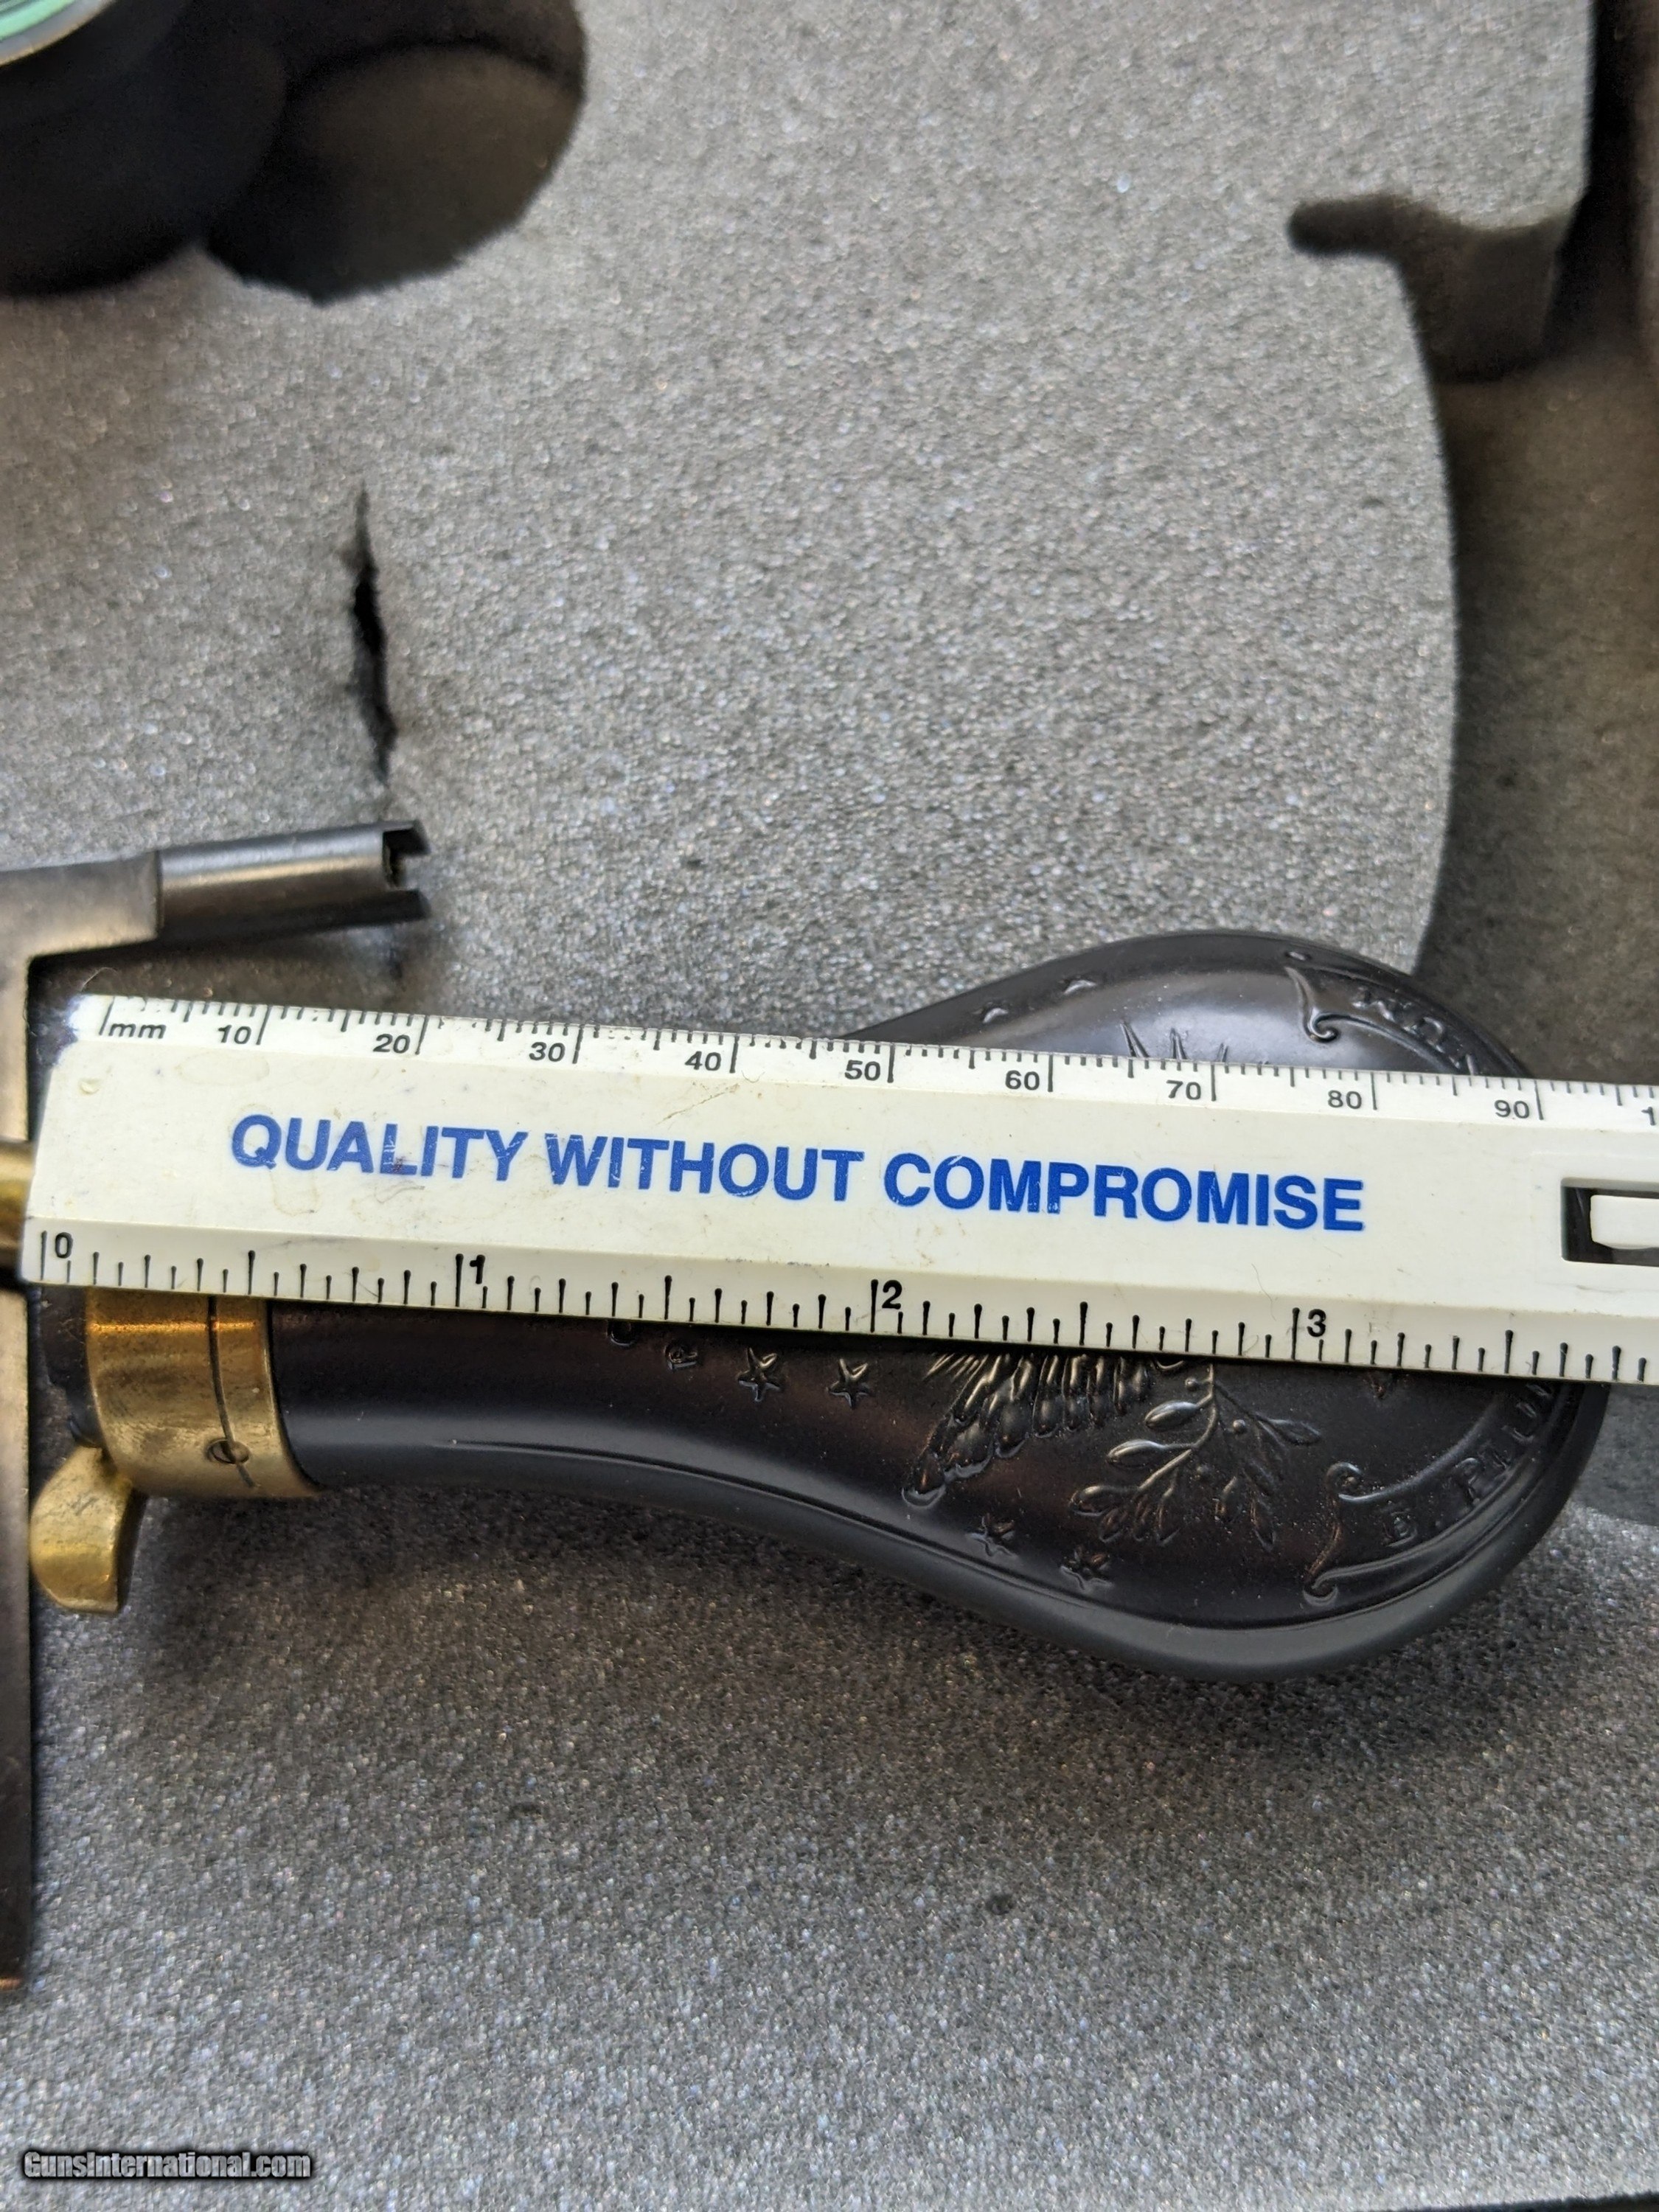 mm 10 20 30 40 50 60 70 80 90
QUALITY WITHOUT COMPROMISE
0 1 2 3
E PLU
GunsInternational.com